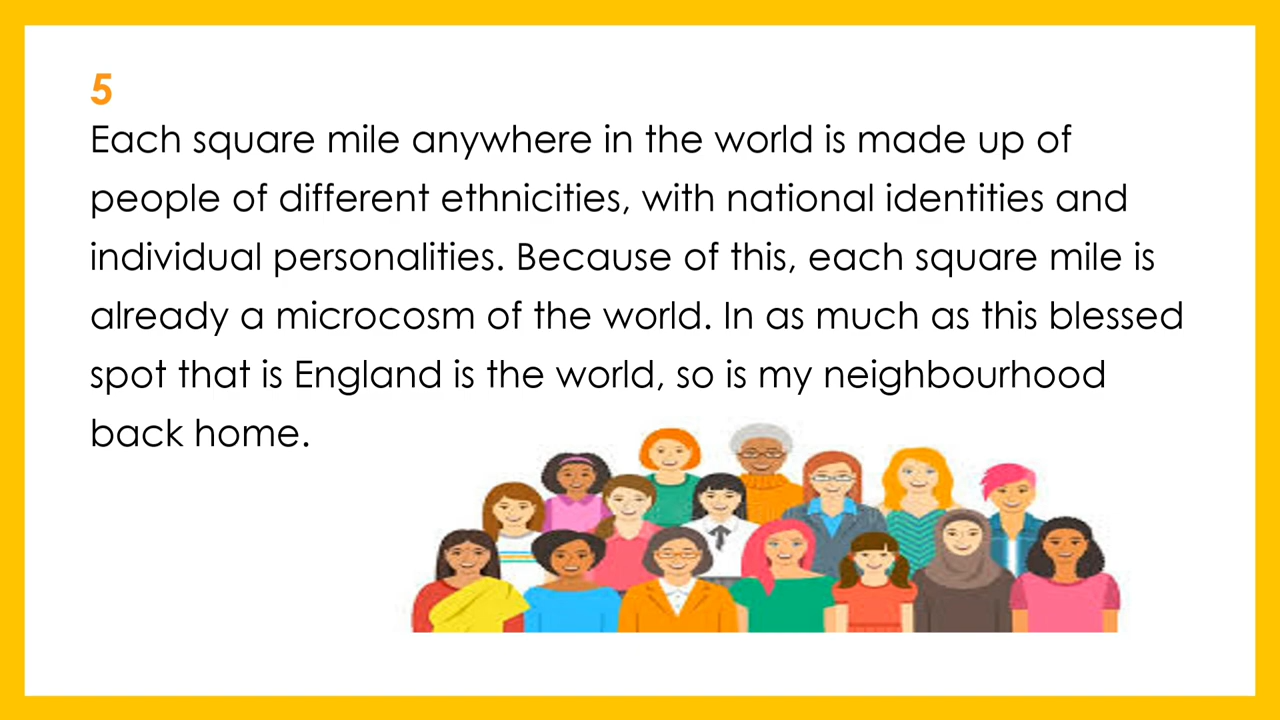 5
Each square mile anywhere in the world is made up of
people of different ethnicities, with national identities and
individual personalities. Because of this, each square mile is
already a microcosm of the world. In as much as this blessed
spot that is England is the world, so is my neighbourhood
back home.